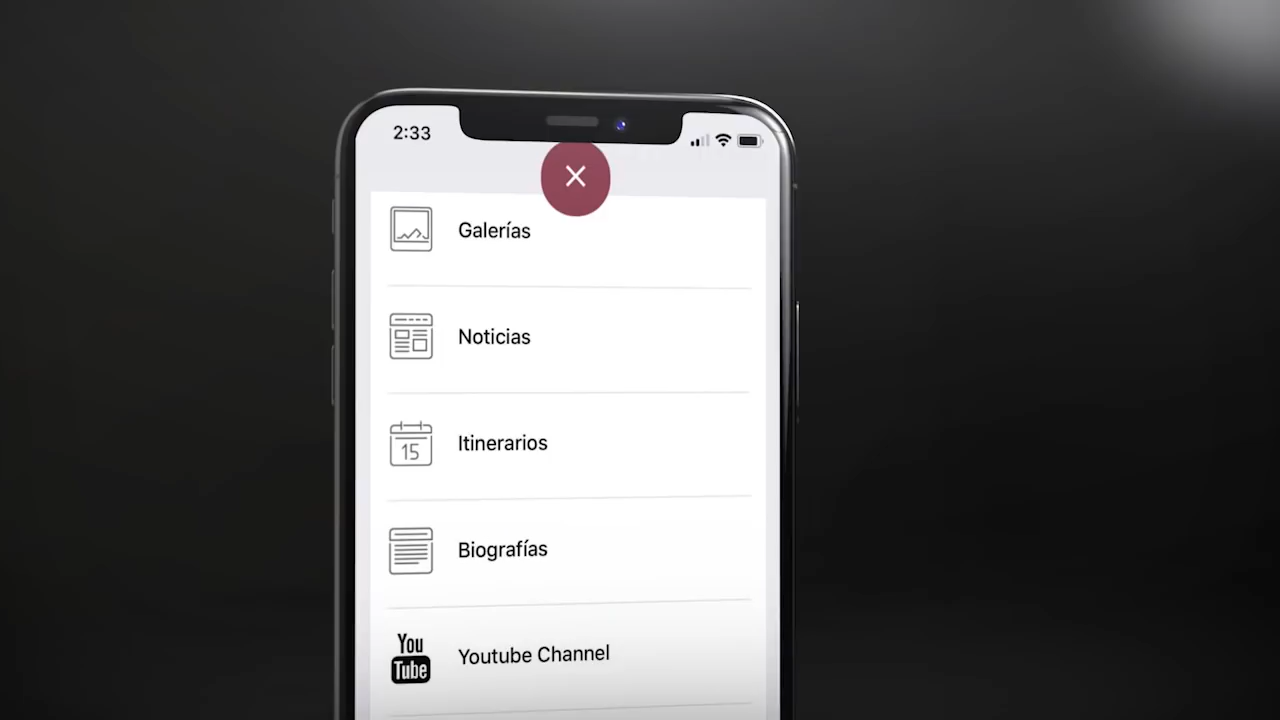 2:33
Galerías
Noticias
15
Itinerarios
Biografías
You
Tube
Youtube Channel